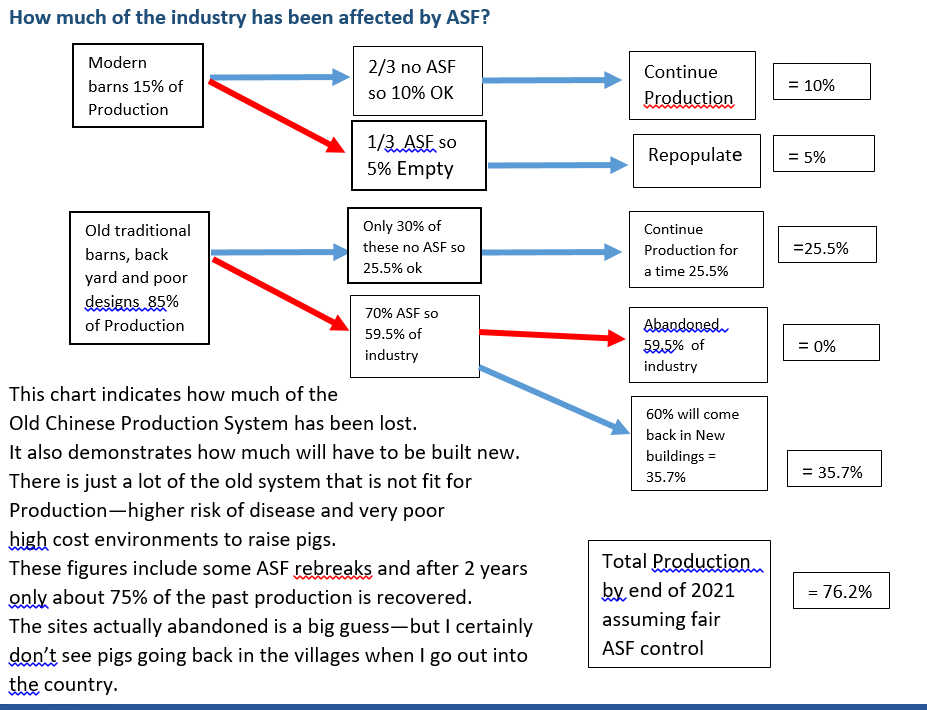 How much of the industry has been affected by ASF?
Modern
barns 15% of
Production
2/3 no ASF
so 10% OK
Continue
Production
= 10%
1/3 ASF so
5% Empty
Repopulate
= 5%
Old traditional
barns, back
yard and poor
designs 85%
of Production
Only 30% of
these no ASF so
25.5% ok
Continue
Production for
a time 25.5%
=25.5%
70% ASF so
59.5% of
industry
Abandoned
59.5% of
industry
= 0%
60% will come
back in New
buildings =
35.7%
= 35.7%
This chart indicates how much of the
Old Chinese Production System has been lost.
It also demonstrates how much will have to be built new.
There is just a lot of the old system that is not fit for
Production—higher risk of disease and very poor
high cost environments to raise pigs.
These figures include some ASF rebreaks and after 2 years
only about 75% of the past production is recovered.
The sites actually abandoned is a big guess—but I certainly
don't see pigs going back in the villages when I go out into
the country.
Total Production
by end of 2021
assuming fair
ASF control
= 76.2%